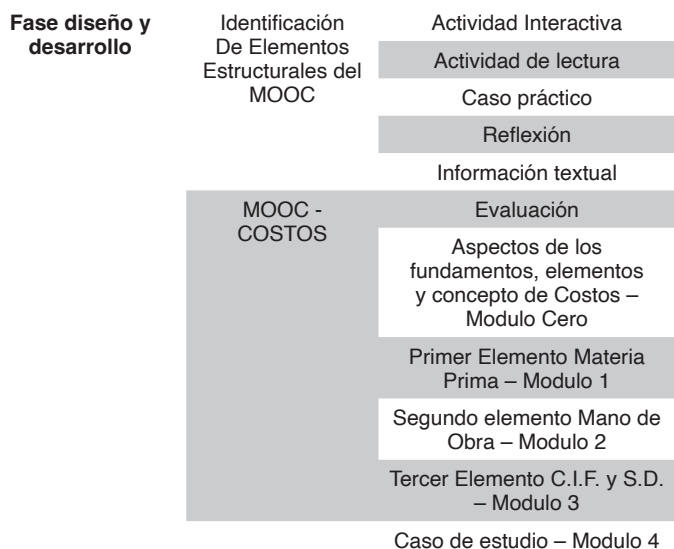 Fase diseño y
desarrollo
Identificación
De Elementos
Estructurales del
MOOC
Actividad Interactiva
Actividad de lectura
Caso práctico
Reflexión
Información textual
MOOC -
COSTOS
Evaluación
Aspectos de los
fundamentos, elementos
y concepto de Costos –
Modulo Cero
Primer Elemento Materia
Prima – Modulo 1
Segundo elemento Mano de
Obra – Modulo 2
Tercer Elemento C.I.F. y S.D.
– Modulo 3
Caso de estudio – Modulo 4